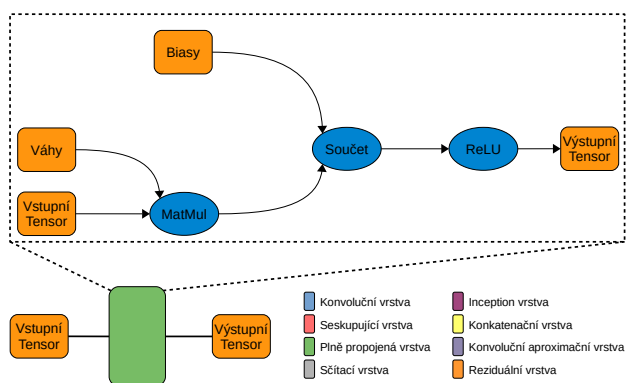 Biasy
Váhy
Součet
ReLU
Výstupní
Tensor
Vstupní
Tensor
MatMul
Vstupní
Tensor
Výstupní
Tensor
Konvoluční vrstva
Seskupující vrstva
Plně propojená vrstva
Sčítací vrstva
Inception vrstva
Konkatenační vrstva
Konvoluční aproximační vrstva
Reziduální vrstva